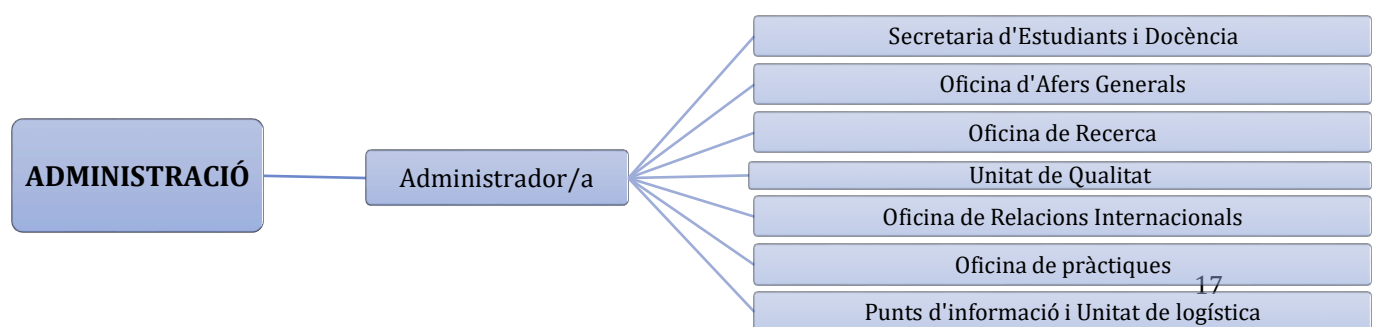 ADMINISTRACIÓ
Administrador/a
Secretaria d'Estudiants i Docència
Oficina d'Afers Generals
Oficina de Recerca
Unitat de Qualitat
Oficina de Relacions Internacionals
Oficina de pràctiques
17
Punts d'informació i Unitat de logística